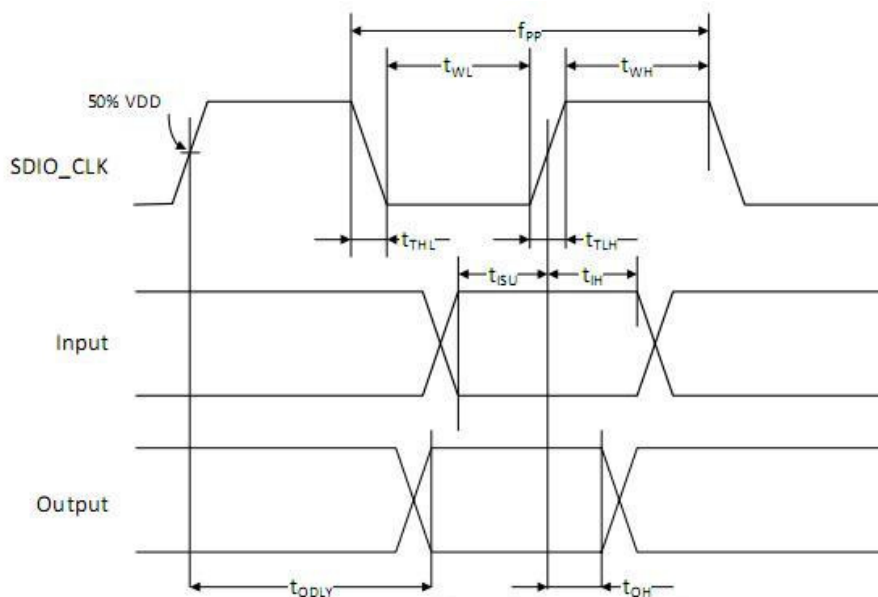 fPP
tWL
tWH
50% VDD
SDIO_CLK
tTHL
tTLH
tISU
tIH
Input
Output
tODLY
tOH